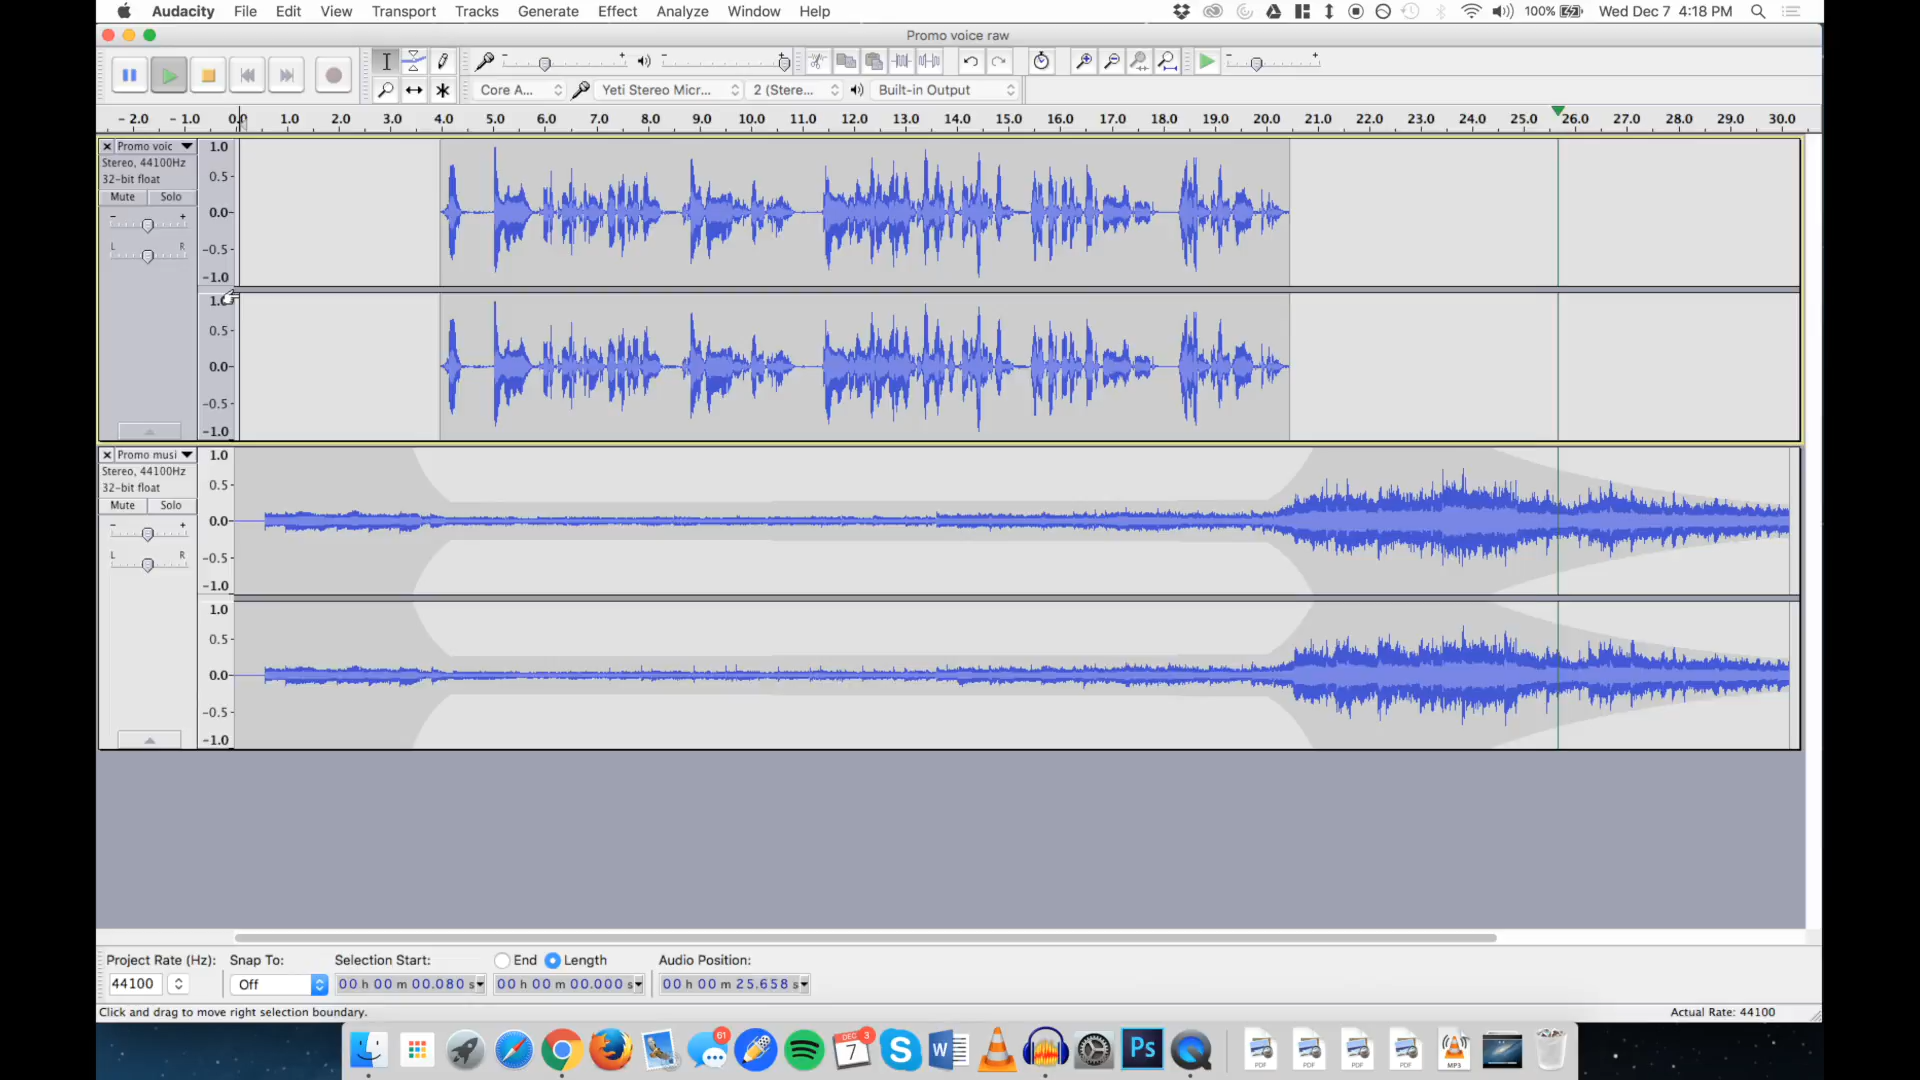 Audacity File Edit View Transport Tracks Generate Effect Analyze Window Help 100% Wed Dec 7 4:18 PM
Promo voice raw
Core A... Yeti Stereo Micr... 2 (Stere... Built-in Output
- 2.0 - 1.0 0.0 1.0 2.0 3.0 4.0 5.0 6.0 7.0 8.0 9.0 10.0 11.0 12.0 13.0 14.0 15.0 16.0 17.0 18.0 19.0 20.0 21.0 22.0 23.0 24.0 25.0 26.0 27.0 28.0 29.0 30.0
Promo voic 1.0
Stereo, 44100Hz
32-bit float 0.5
Mute Solo
- + 0.0
L R -0.5
-1.0
1.0
0.5
0.0
-0.5
-1.0
Promo musi 1.0
Stereo, 44100Hz
32-bit float 0.5
Mute Solo
- + 0.0
L R -0.5
-1.0
1.0
0.5
0.0
-0.5
-1.0
Project Rate (Hz): Snap To: Selection Start: End Length Audio Position:
44100 Off 00 h 00 m 00.080 s 00 h 00 m 00.000 s 00 h 00 m 25.658 s
Click and drag to move right selection boundary. Actual Rate: 44100
61 DEC 3
7 S W Ps PDF PDF PDF PDF MP3